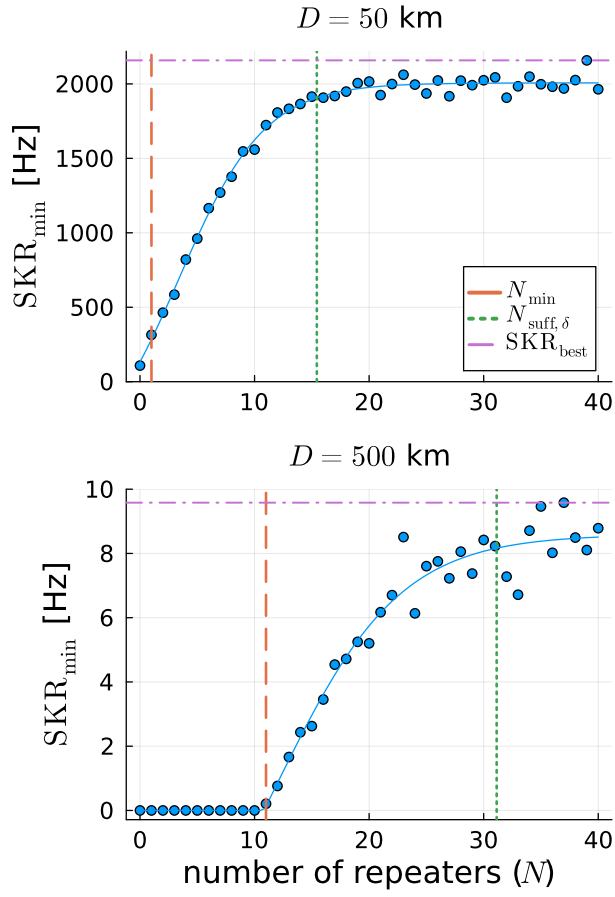 D = 50 km
SKR_min [Hz]
2000
1500
1000
500
0
N_min
N_suff, δ
SKR_best
0 10 20 30 40
D = 500 km
SKR_min [Hz]
10
8
6
4
2
0
0 10 20 30 40
number of repeaters (N)